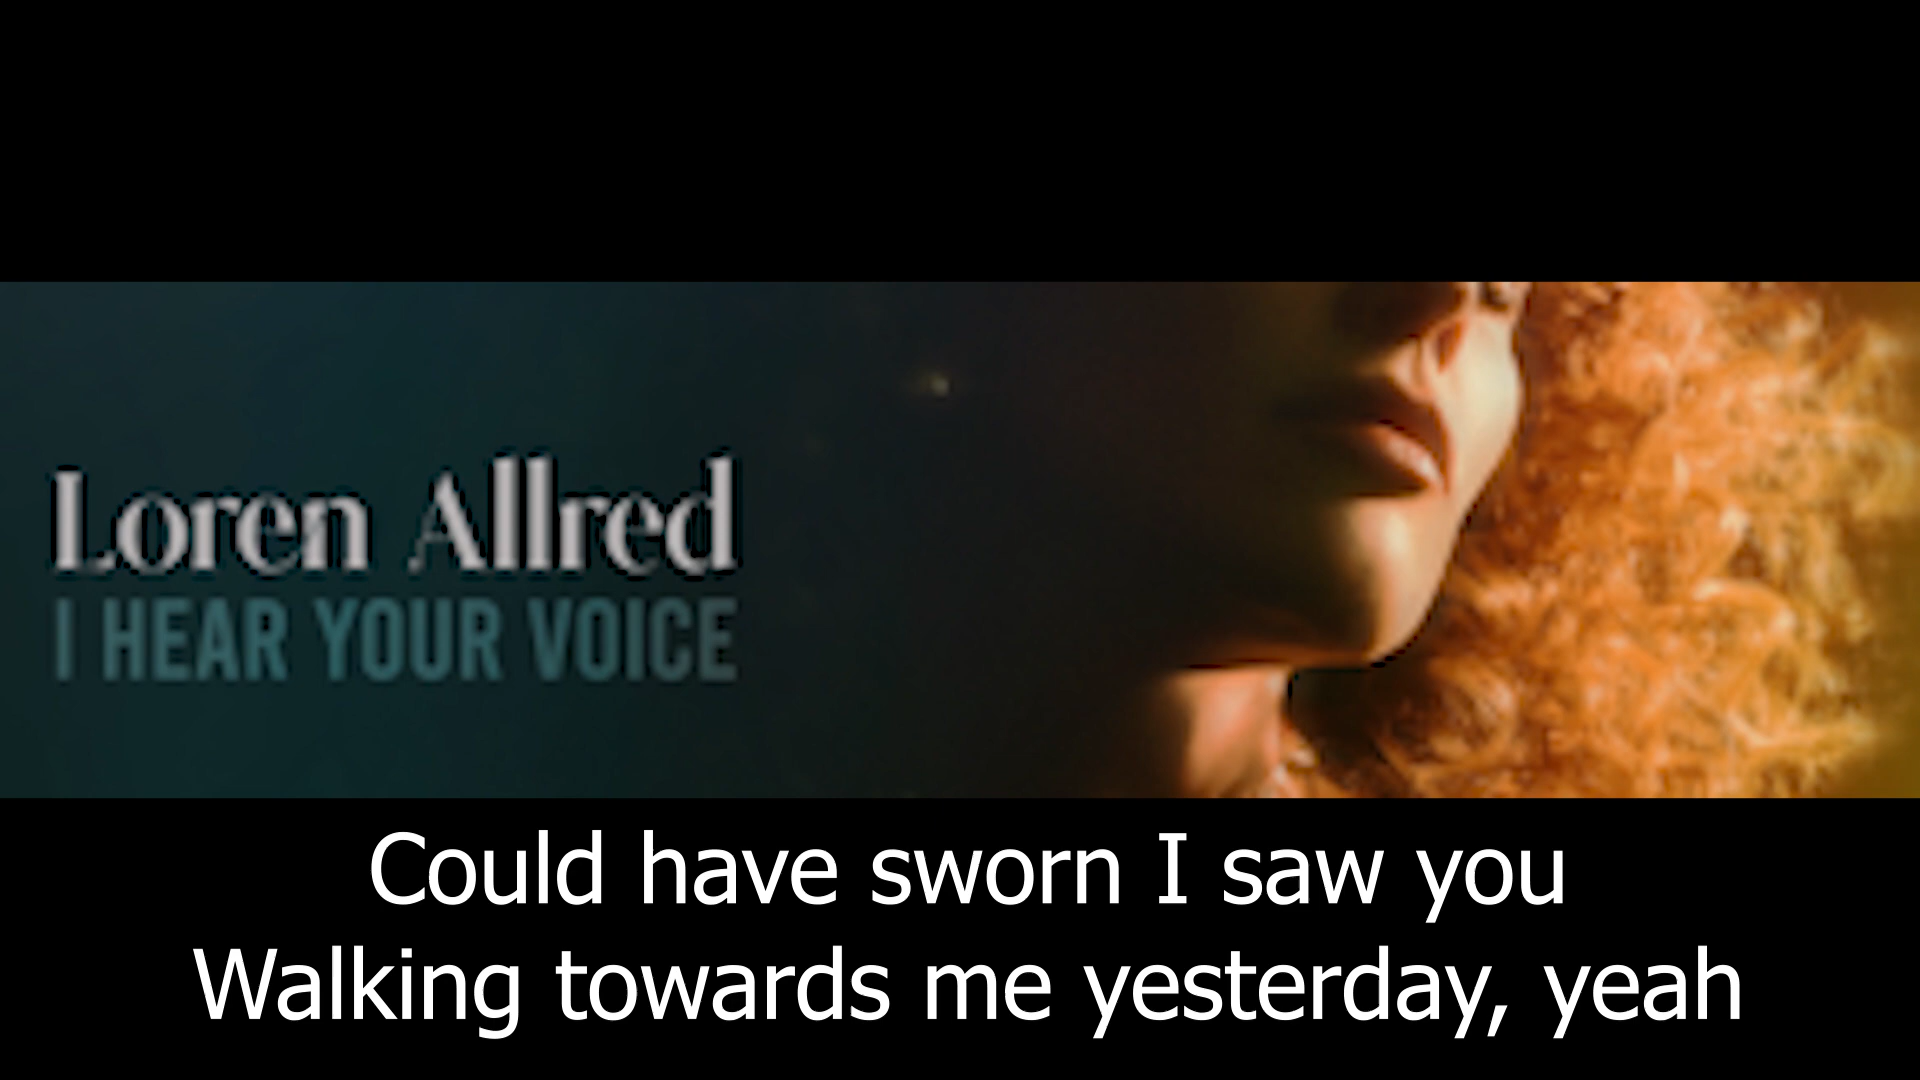 Loren Allred
I HEAR YOUR VOICE
Could have sworn I saw you
Walking towards me yesterday, yeah